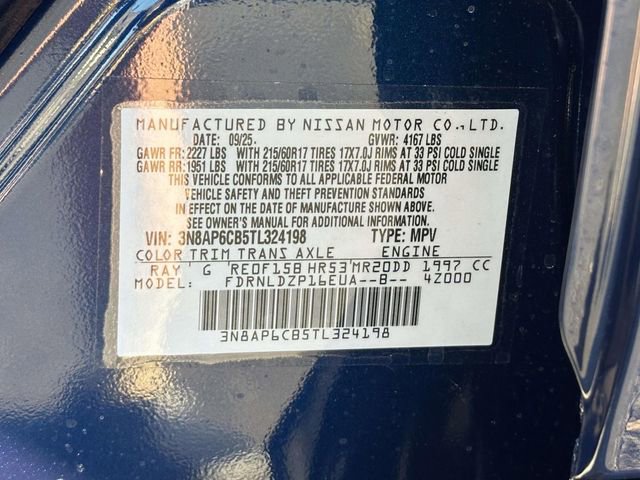 MANUFACTURED BY NISSAN MOTOR CO., LTD.
DATE: 09/25 GVWR: 4167 LBS
GAWR FR: 2227 LBS WITH 215/60R17 TIRES 17X7.0J RIMS AT 33 PSI COLD SINGLE
GAWR RR: 1951 LBS WITH 215/60R17 TIRES 17X7.0J RIMS AT 33 PSI COLD SINGLE
THIS VEHICLE CONFORMS TO ALL APPLICABLE FEDERAL MOTOR
VEHICLE SAFETY AND THEFT PREVENTION STANDARDS
IN EFFECT ON THE DATE OF MANUFACTURE SHOWN ABOVE.
SEE OWNER'S MANUAL FOR ADDITIONAL INFORMATION.
VIN: 3N8AP6CB5TL324198 TYPE: MPV
COLOR TRIM TRANS AXLE ENGINE
RAY G RE0F15B HR53 MR20DD 1997 CC
MODEL: FDRNLDZP16EUA--B-- 4Z000
3N8AP6CB5TL324198